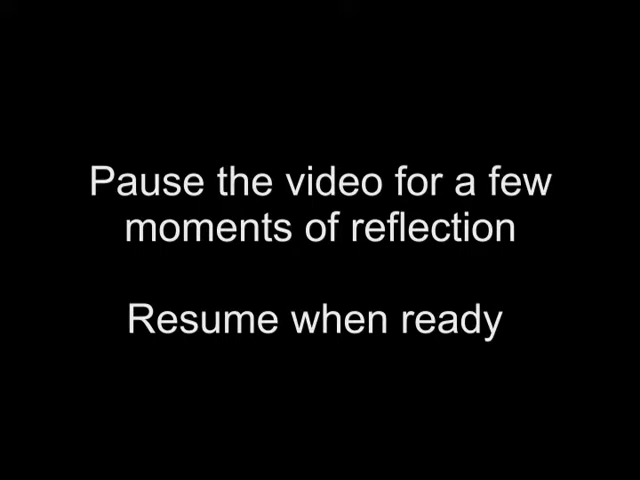 Pause the video for a few
moments of reflection
Resume when ready